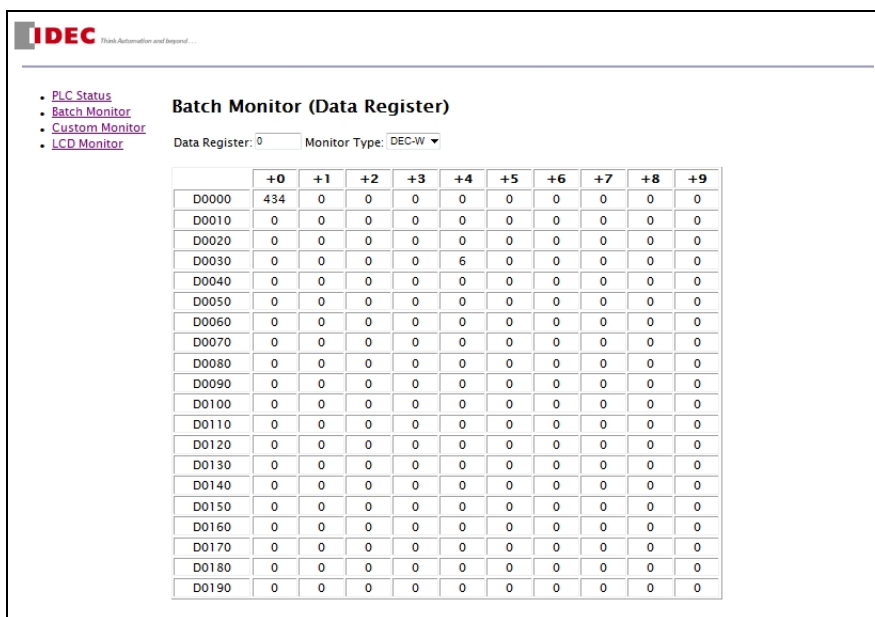 IDEC Think Automation and beyond....
PLC Status
Batch Monitor
Custom Monitor
LCD Monitor
Batch Monitor (Data Register)
Data Register: 0 Monitor Type: DEC-W
+0 +1 +2 +3 +4 +5 +6 +7 +8 +9
D0000 434 0 0 0 0 0 0 0 0 0
D0010 0 0 0 0 0 0 0 0 0 0
D0020 0 0 0 0 0 0 0 0 0 0
D0030 0 0 0 0 6 0 0 0 0 0
D0040 0 0 0 0 0 0 0 0 0 0
D0050 0 0 0 0 0 0 0 0 0 0
D0060 0 0 0 0 0 0 0 0 0 0
D0070 0 0 0 0 0 0 0 0 0 0
D0080 0 0 0 0 0 0 0 0 0 0
D0090 0 0 0 0 0 0 0 0 0 0
D0100 0 0 0 0 0 0 0 0 0 0
D0110 0 0 0 0 0 0 0 0 0 0
D0120 0 0 0 0 0 0 0 0 0 0
D0130 0 0 0 0 0 0 0 0 0 0
D0140 0 0 0 0 0 0 0 0 0 0
D0150 0 0 0 0 0 0 0 0 0 0
D0160 0 0 0 0 0 0 0 0 0 0
D0170 0 0 0 0 0 0 0 0 0 0
D0180 0 0 0 0 0 0 0 0 0 0
D0190 0 0 0 0 0 0 0 0 0 0